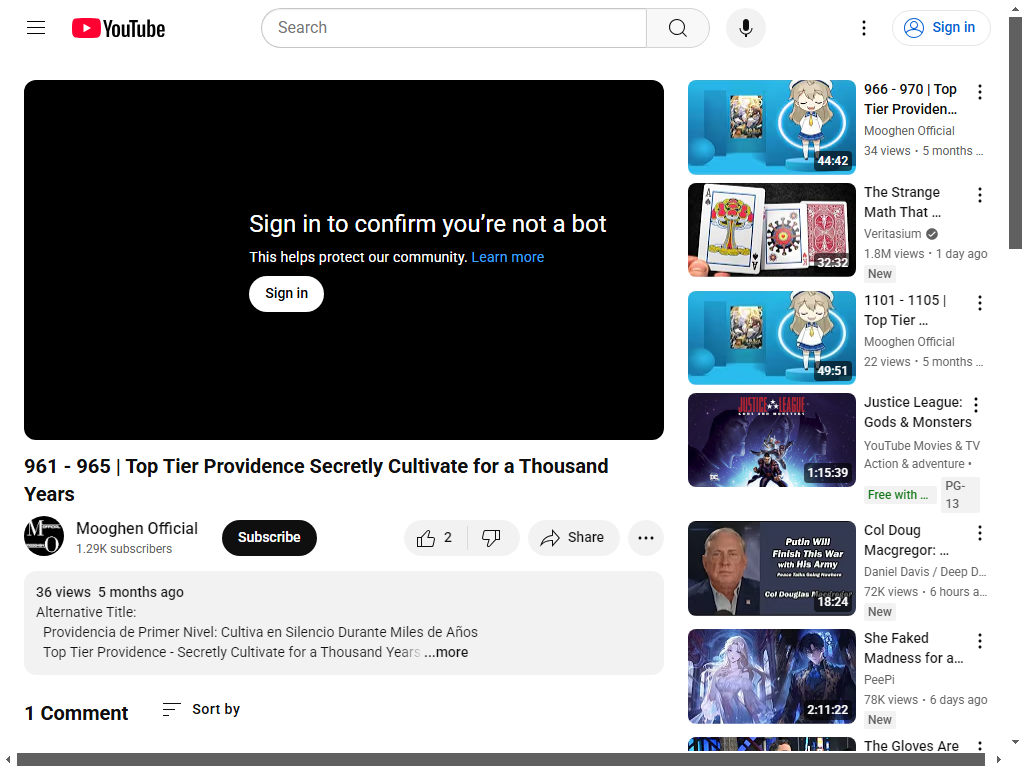 YouTube
Search
Sign in
Sign in to confirm you’re not a bot
This helps protect our community. Learn more
Sign in
961 - 965 | Top Tier Providence Secretly Cultivate for a Thousand
Years
Mooghen Official
1.29K subscribers
Subscribe
2
Share
36 views 5 months ago
Alternative Title:
Providencia de Primer Nivel: Cultiva en Silencio Durante Miles de Años
Top Tier Providence - Secretly Cultivate for a Thousand Years ...more
1 Comment
Sort by
44:42
966 - 970 | Top
Tier Providen...
Mooghen Official
34 views • 5 months ...
A
A
32:32
The Strange
Math That ...
Veritasium
1.8M views • 1 day ago
New
49:51
1101 - 1105 |
Top Tier ...
Mooghen Official
22 views • 5 months ...
JUSTICE LEAGUE
GODS AND MONSTERS
DC
1:15:39
Justice League:
Gods & Monsters
YouTube Movies & TV
Action & adventure •
Free with ...
PG-
13
Putin Will
Finish This War
with His Army
Peace Talks Going Nowhere
Col Douglas Macgregor
18:24
Col Doug
Macgregor: ...
Daniel Davis / Deep D...
72K views • 6 hours a...
New
2:11:22
She Faked
Madness for a...
PeePi
78K views • 6 days ago
New
The Gloves Are